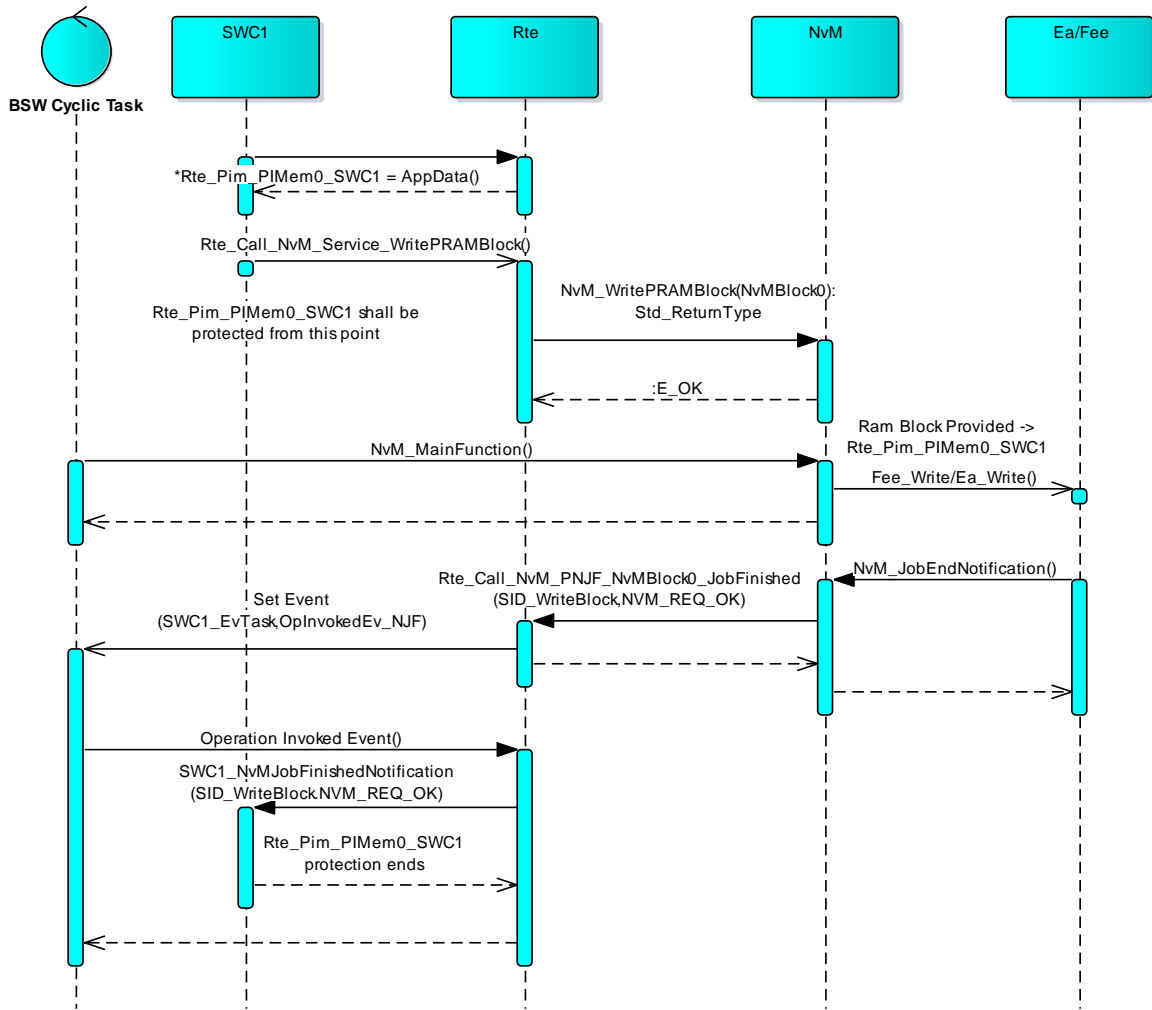 SWC1
Rte
NvM
Ea/Fee
BSW Cyclic Task
*Rte_Pim_PIMem0_SWC1 = AppData()
Rte_Call_NvM_Service_WritePRAMBlock()
Rte_Pim_PIMem0_SWC1 shall be
protected from this point
NvM_WritePRAMBlock(NvMBlock0):
Std_ReturnType
:E_OK
Ram Block Provided ->
Rte_Pim_PIMem0_SWC1
NvM_MainFunction()
Fee_Write/Ea_Write()
NvM_JobEndNotification()
Rte_Call_NvM_PNJF_NvMBlock0_JobFinished
(SID_WriteBlock,NVM_REQ_OK)
Set Event
(SWC1_EvTask,OpInvokedEv_NJF)
Operation Invoked Event()
SWC1_NvMJobFinishedNotification
(SID_WriteBlock.NVM_REQ_OK)
Rte_Pim_PIMem0_SWC1
protection ends